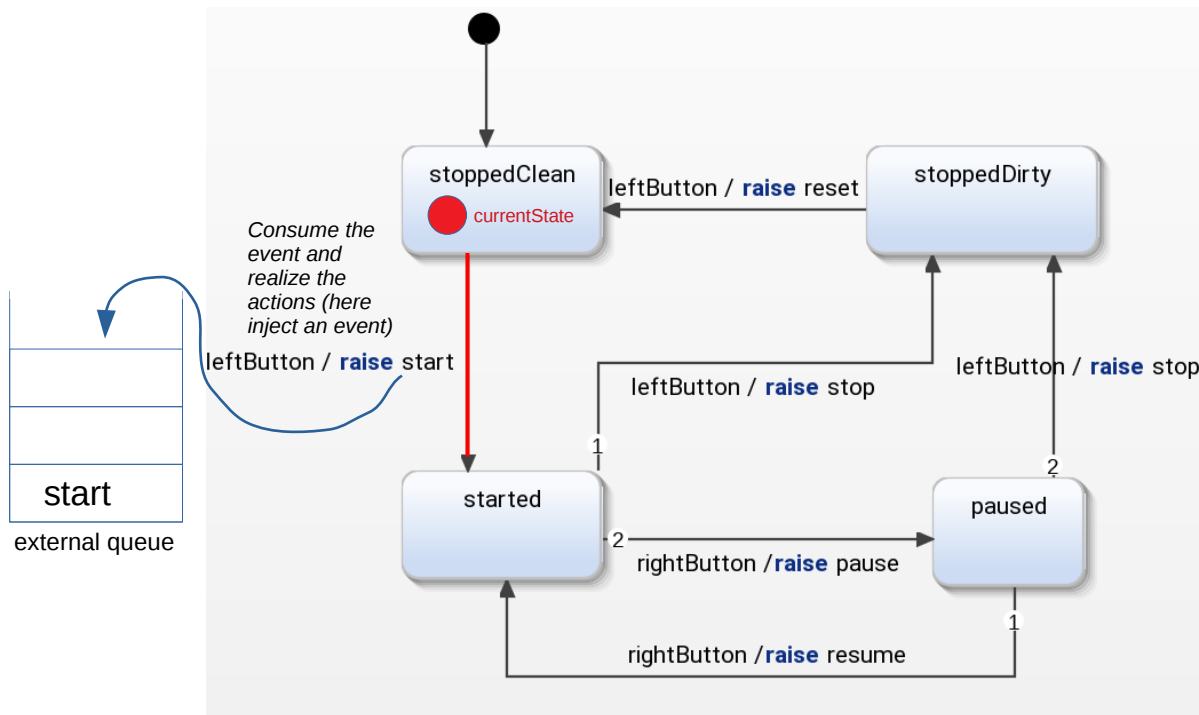 stoppedClean
currentState
stoppedDirty
leftButton / raise reset
Consume the
event and
realize the
actions (here
inject an event)
leftButton / raise start
leftButton / raise stop
leftButton / raise stop
1
2
start
external queue
started
paused
2
rightButton /raise pause
1
rightButton /raise resume